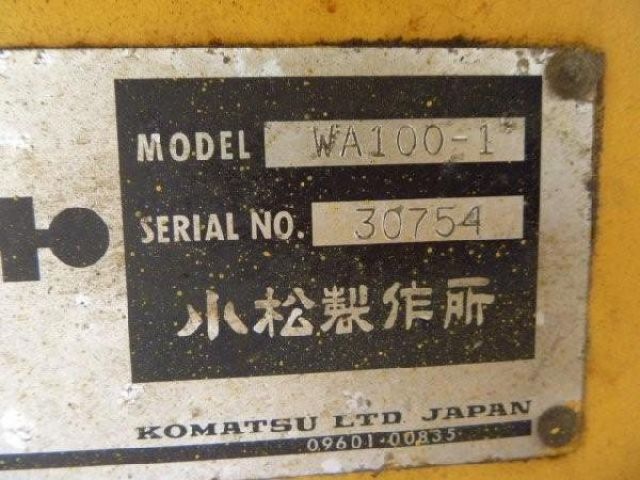 MODEL WA100-1
SERIAL NO. 30754
小松製作所
KOMATSU LTD. JAPAN
09601-00835